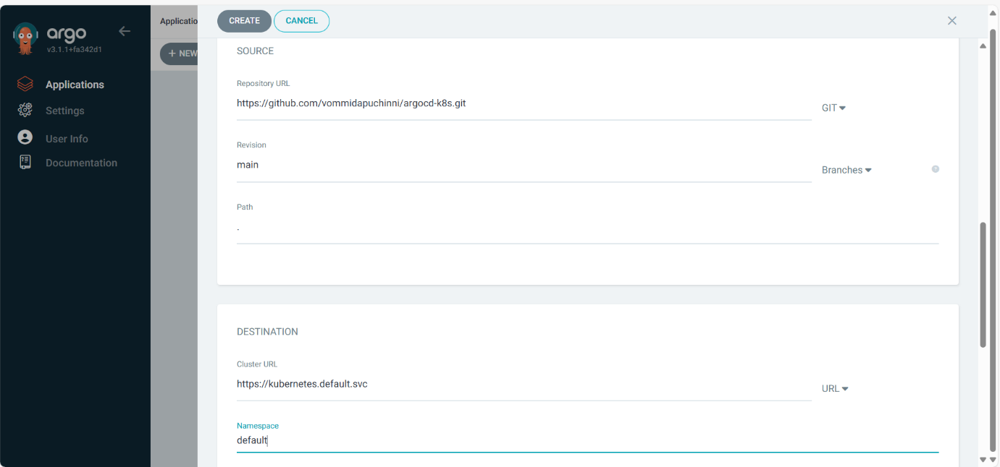 argo
v3.1.1+fa342d1
Applications
Settings
User Info
Documentation
Applicatio
+ NEW
CREATE
CANCEL
SOURCE
Repository URL
https://github.com/vommidapuchinni/argocd-k8s.git
GIT
Revision
main
Branches
?
Path
.
DESTINATION
Cluster URL
https://kubernetes.default.svc
URL
Namespace
default